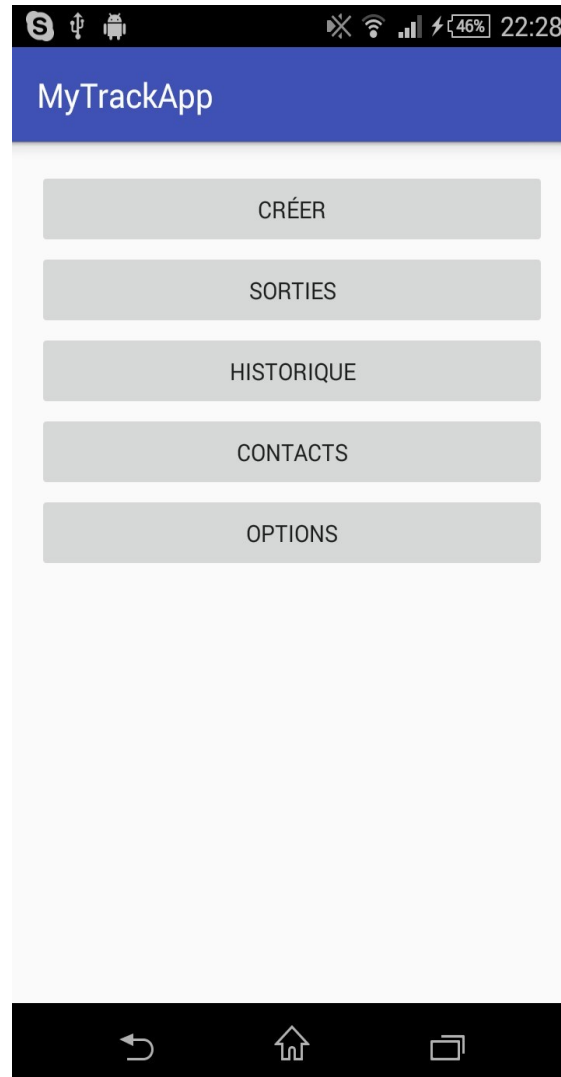 S 46% 22:28
MyTrackApp
CRÉER
SORTIES
HISTORIQUE
CONTACTS
OPTIONS